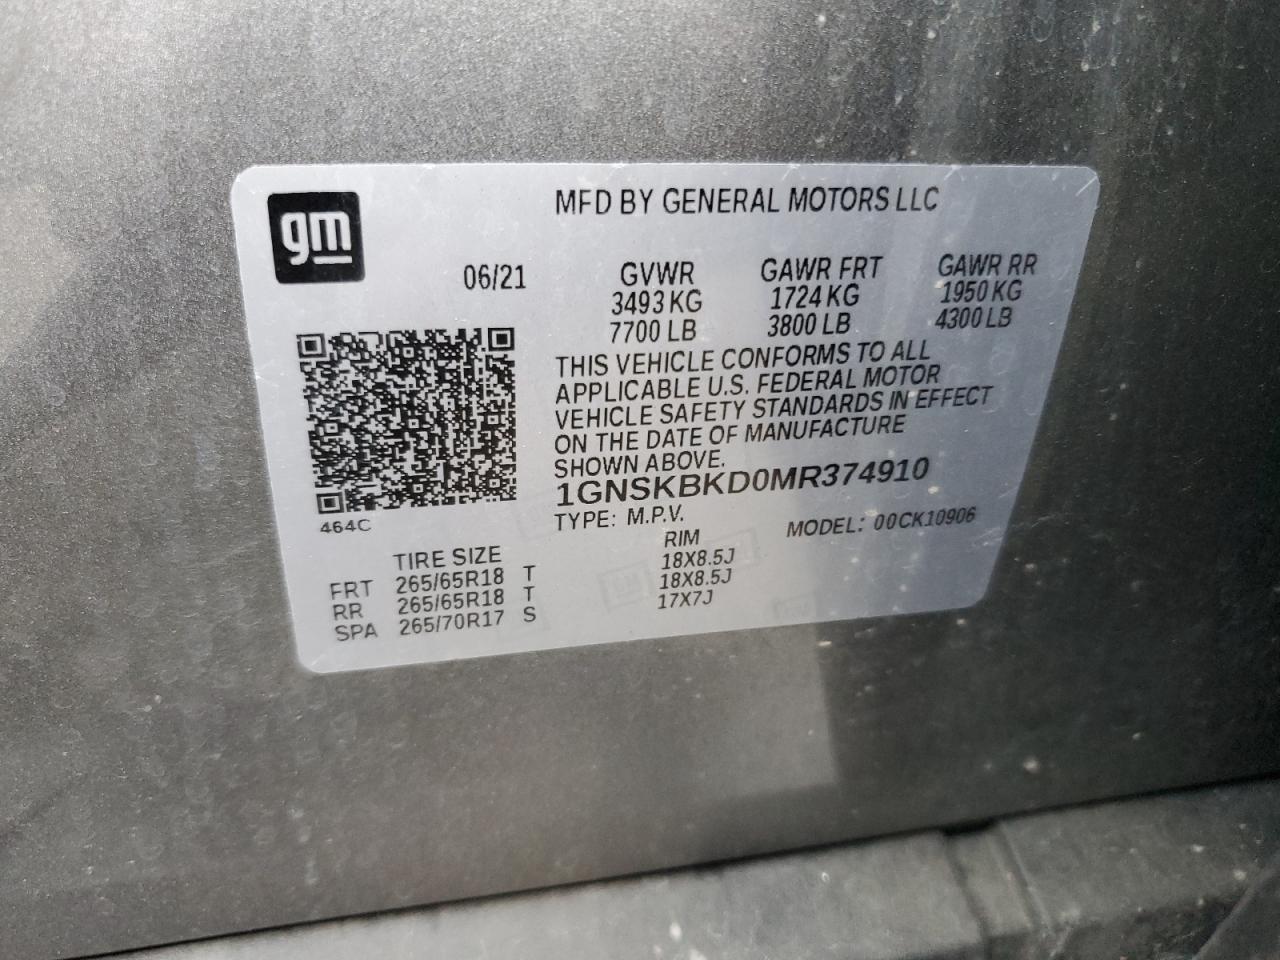 gm
MFD BY GENERAL MOTORS LLC
06/21 GVWR GAWR FRT GAWR RR
3493 KG 1724 KG 1950 KG
7700 LB 3800 LB 4300 LB
THIS VEHICLE CONFORMS TO ALL
APPLICABLE U.S. FEDERAL MOTOR
VEHICLE SAFETY STANDARDS IN EFFECT
ON THE DATE OF MANUFACTURE
SHOWN ABOVE.
1GNSKBKD0MR374910
464C
TYPE: M.P.V. MODEL: 00CK10906
TIRE SIZE RIM
FRT 265/65R18 T 18X8.5J
RR 265/65R18 T 18X8.5J
SPA 265/70R17 S 17X7J